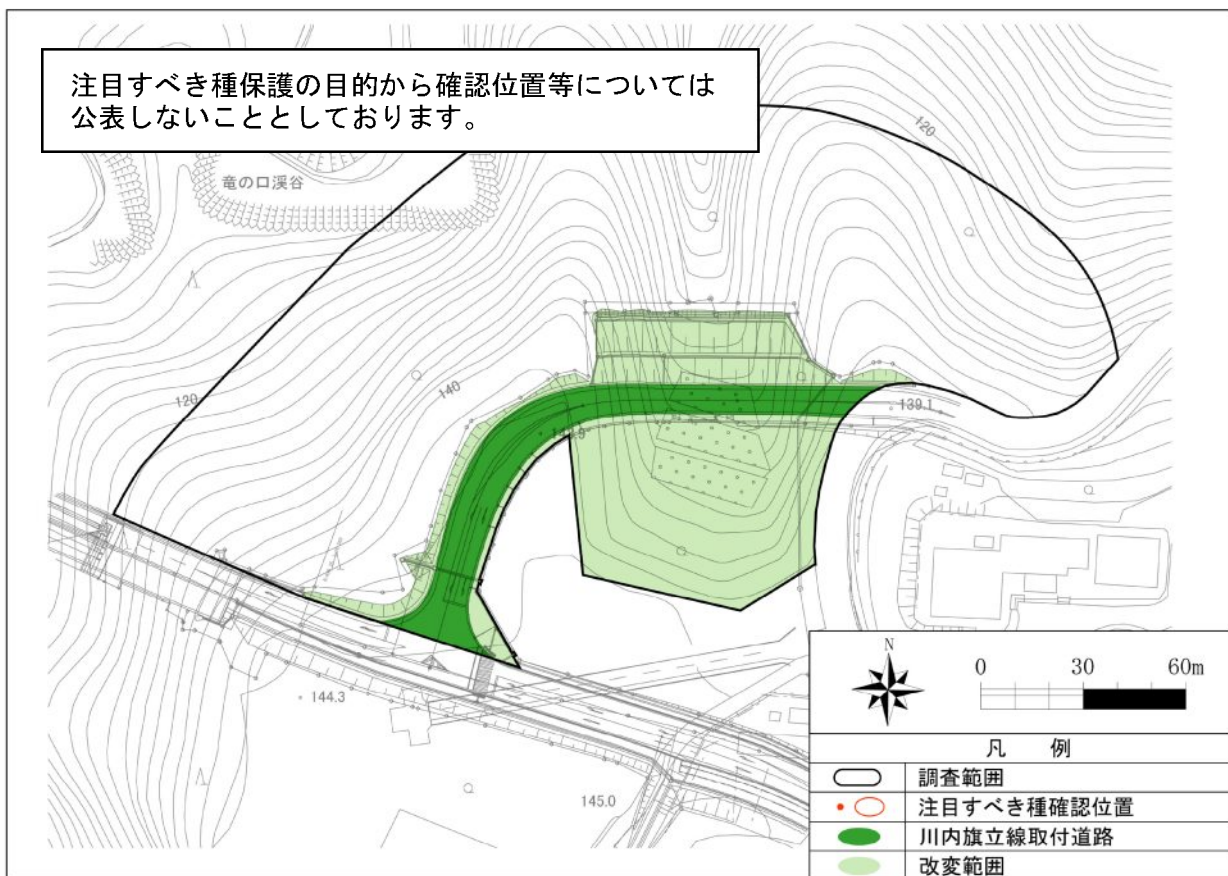 注目すべき種保護の目的から確認位置等については
公表しないこととしております。
120
竜の口渓谷
140
120
139.1
144.3
145.0
N
0 30 60m
凡 例
調査範囲
注目すべき種確認位置
川内旗立線取付道路
改変範囲